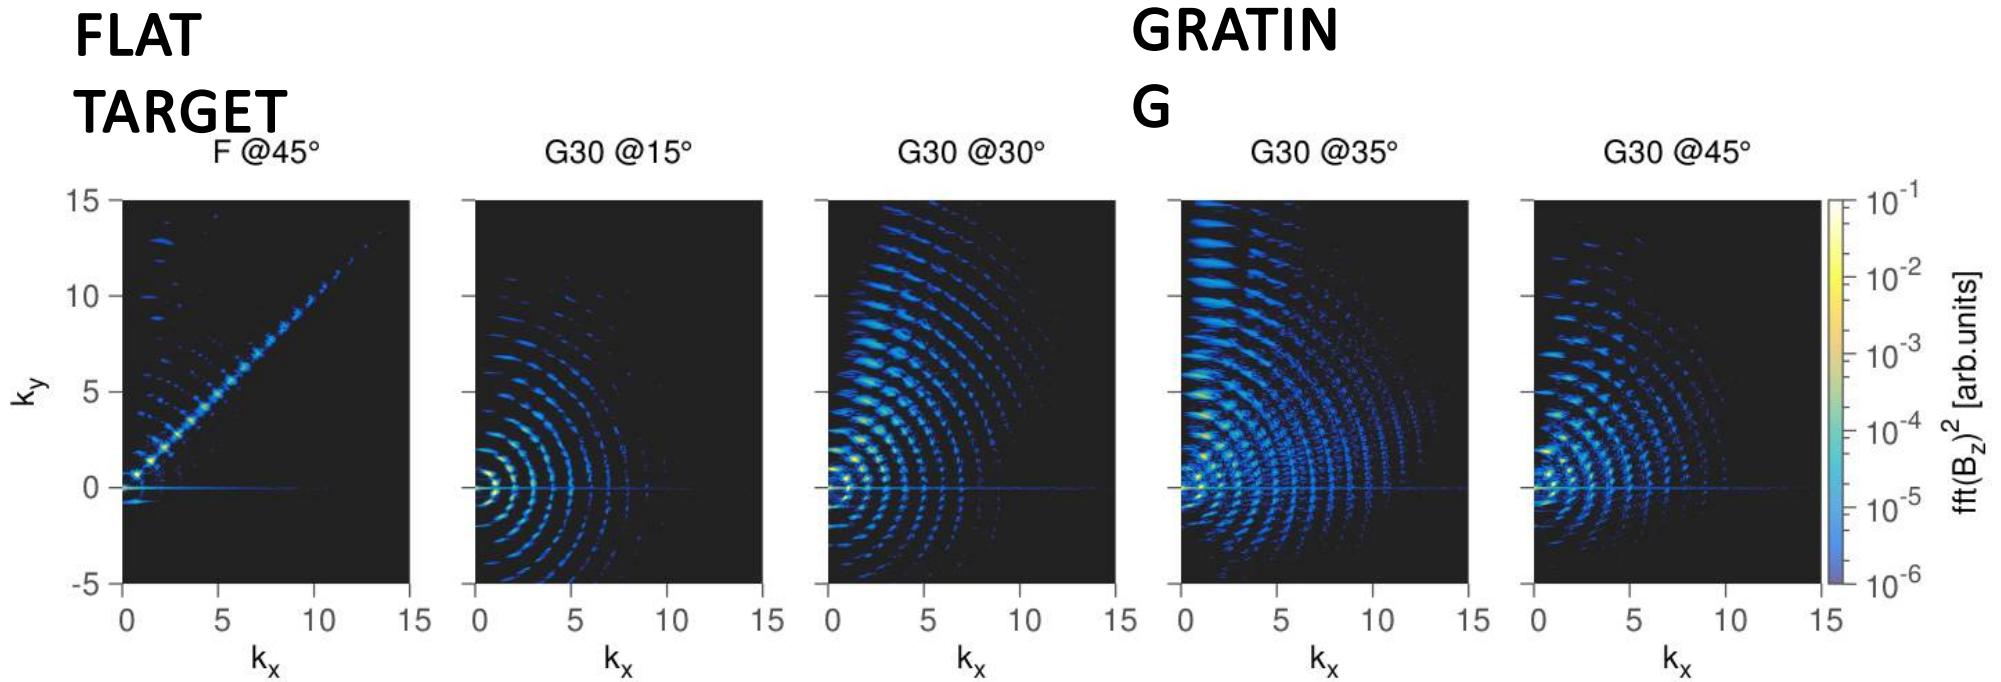 FLAT
TARGET
GRATIN
G
F @45°
G30 @15°
G30 @30°
G30 @35°
G30 @45°
15
10
5
0
-5
k_y
0 5 10 15
0 5 10 15
0 5 10 15
0 5 10 15
0 5 10 15
k_x
k_x
k_x
k_x
k_x
10^-1
10^-2
10^-3
10^-4
10^-5
10^-6
fft(B_z)^2 [arb.units]